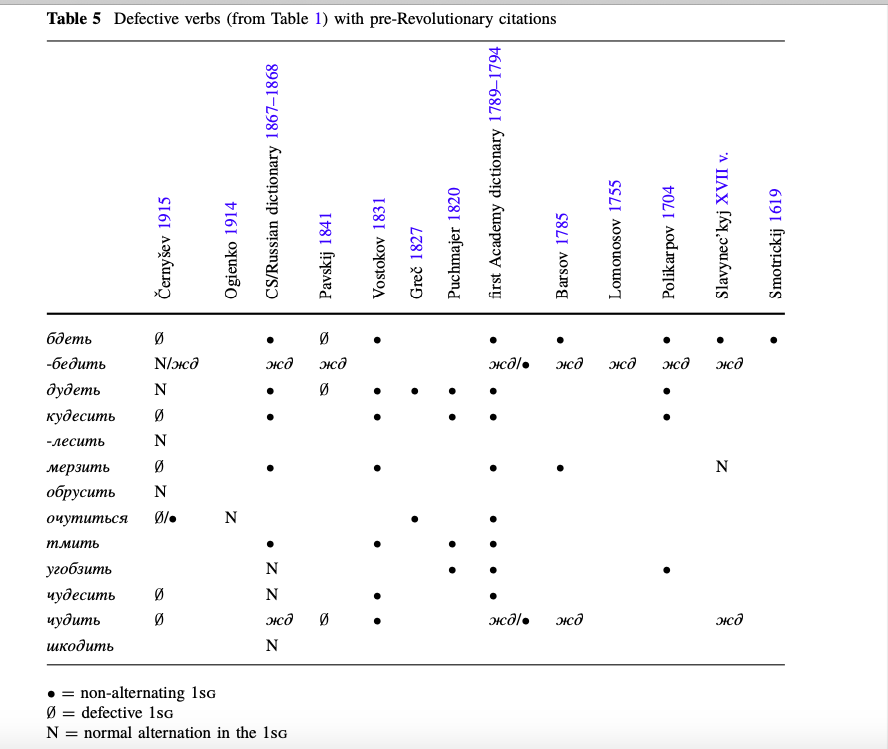 Table 5 Defective verbs (from Table 1) with pre-Revolutionary citations
Černyšev 1915
Ogienko 1914
CS/Russian dictionary 1867–1868
Pavskij 1841
Vostokov 1831
Greč 1827
Puchmajer 1820
first Academy dictionary 1789–1794
Barsov 1785
Lomonosov 1755
Polikarpov 1704
Slavynec'kyj XVII v.
Smotrickij 1619
бдеть Ø • Ø • • • • • •
-бедить N/жд жд жд жд/• жд жд жд жд
дудеть N • Ø • • • • •
кудесить Ø • • • • •
-лесить N
мерзить Ø • • • • N
обрусить N
очутиться Ø/• N • •
тмить • • • •
угобзить N • • •
чудесить Ø N • •
чудить Ø жд Ø • жд/• жд жд
шкодить N
• = non-alternating 1SG
Ø = defective 1SG
N = normal alternation in the 1SG